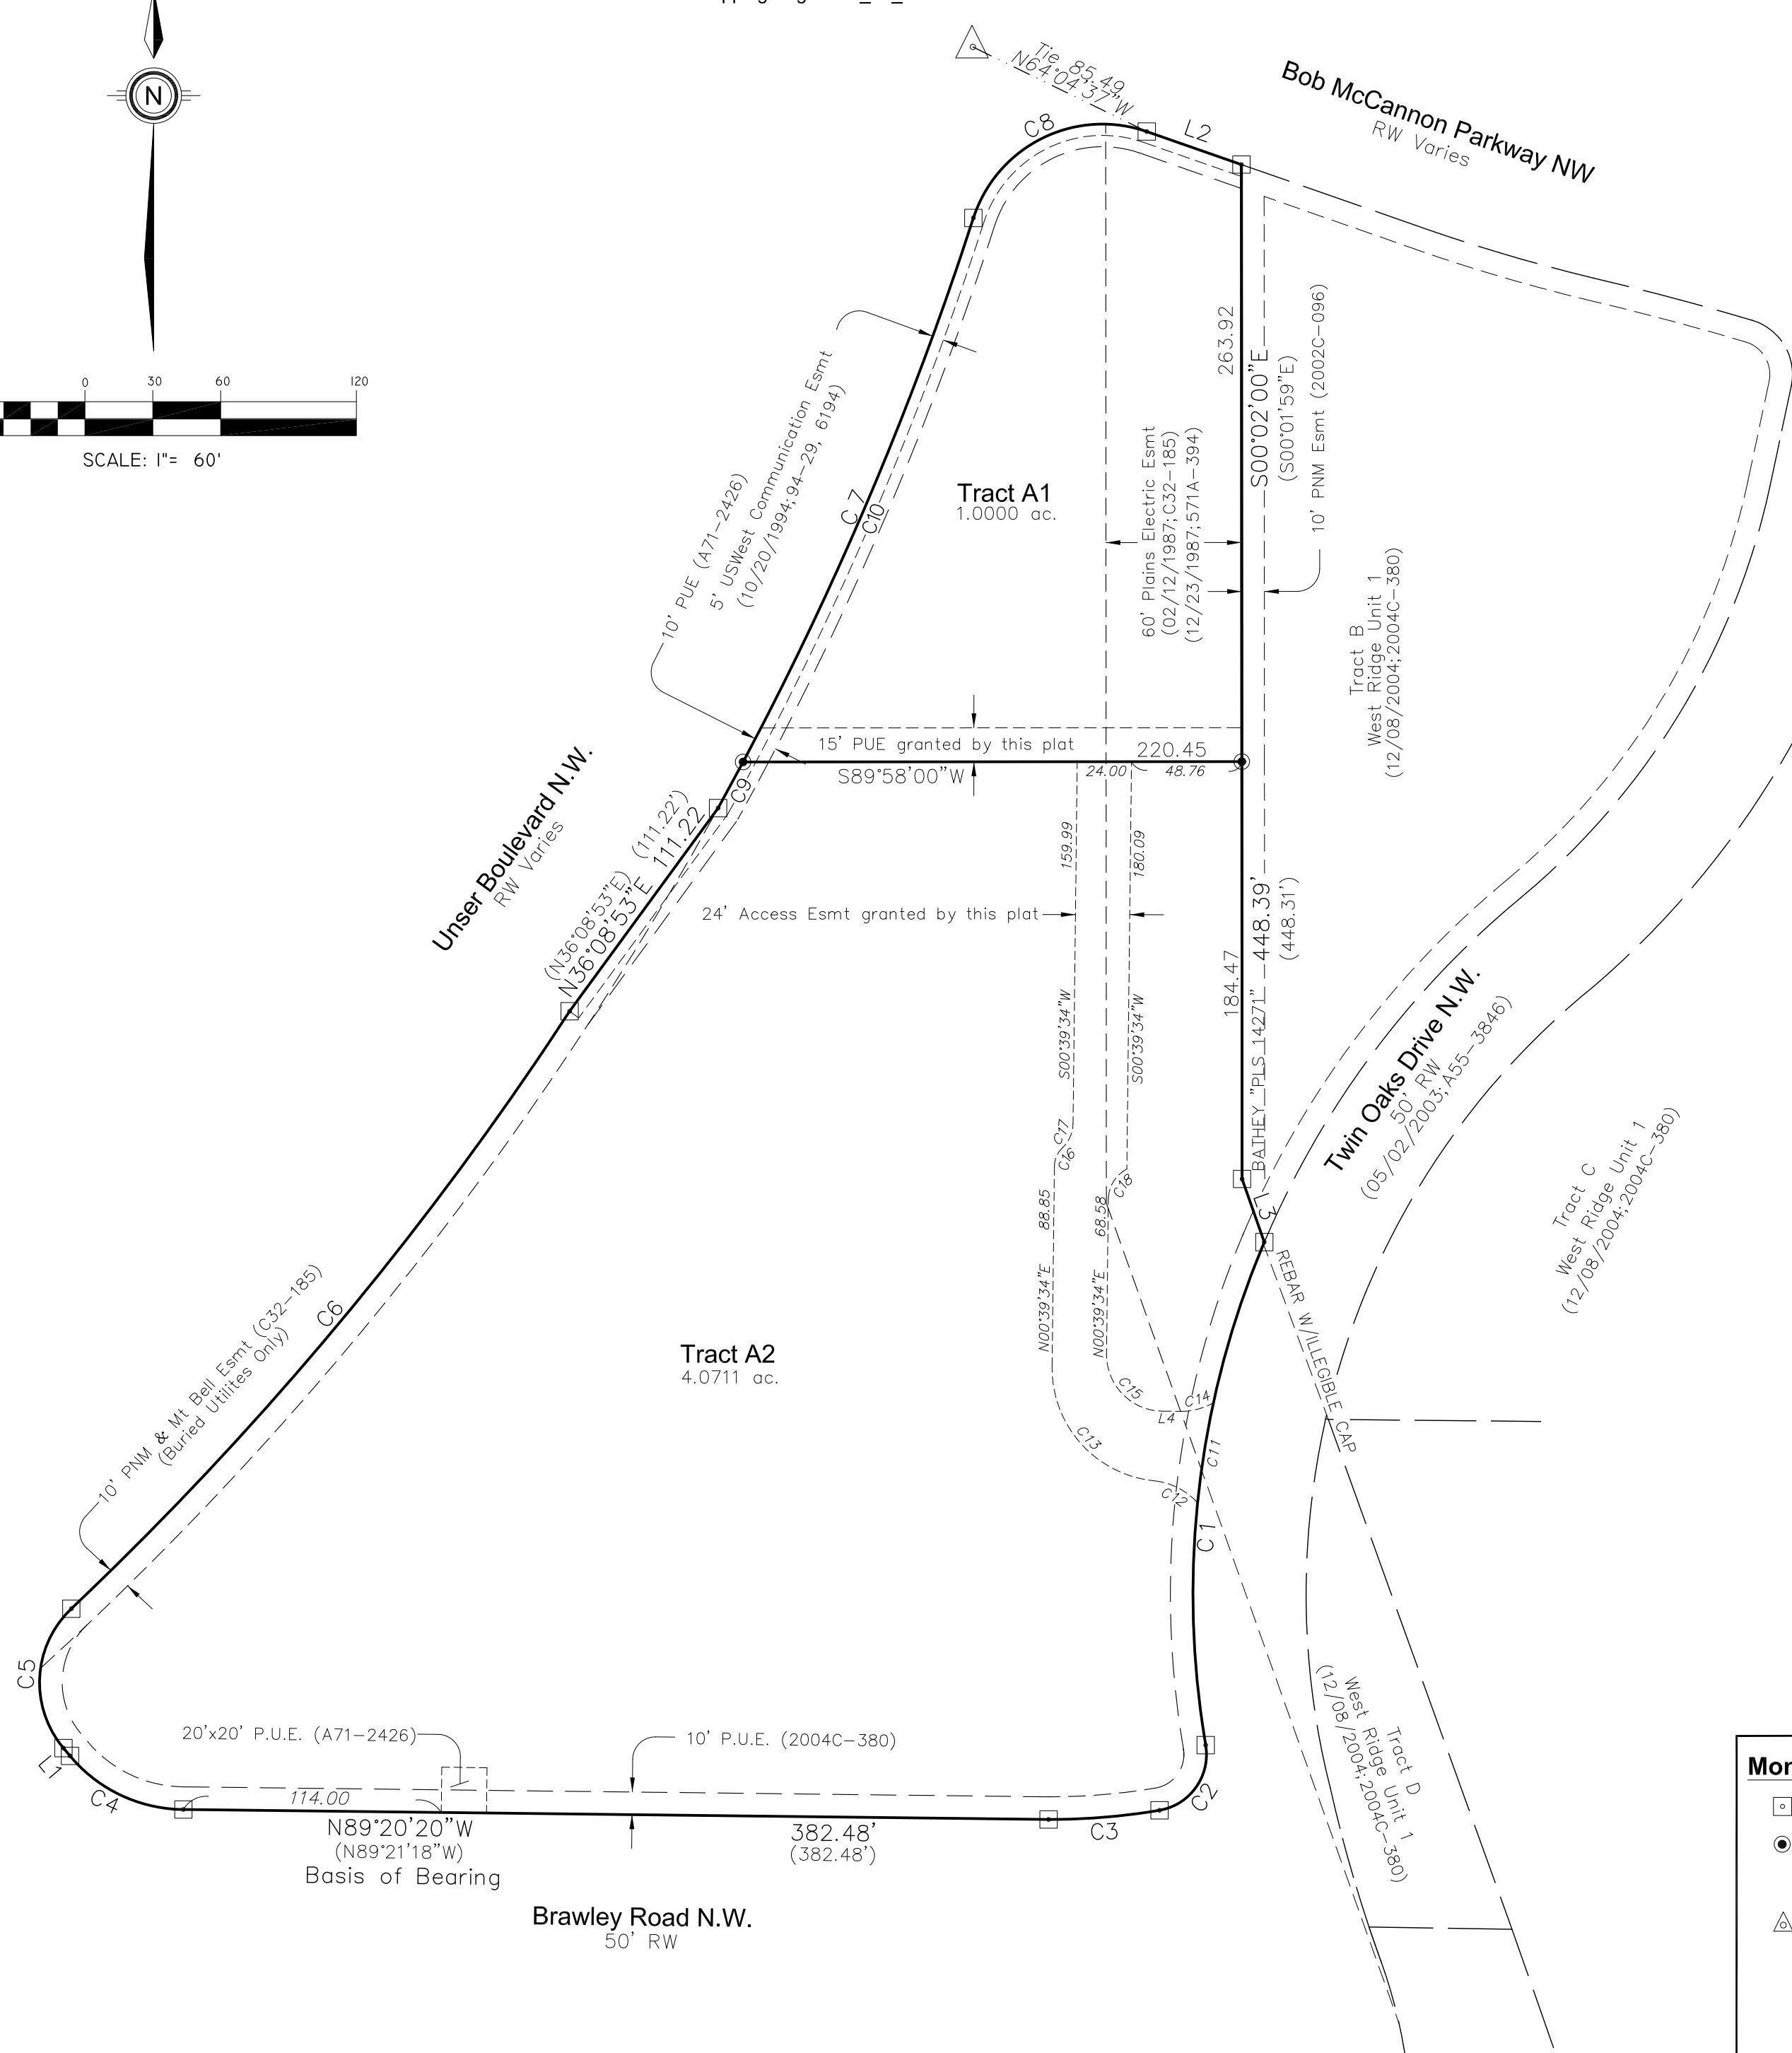 N
0 30 60 120
SCALE: 1"= 60'
Tie 85.49
N64°04'37"W
Bob McCannon Parkway NW
RW Varies
C8
L2
263.92
S00°02'00"E
(S00°01'59"E)
10' PNM Esmt (2002C-096)
10' PUE (A71-2426)
5' USWest Communication Esmt
(10/20/1994;94-29, 6194)
C7
C10
Tract A1
1.0000 ac.
60' Plains Electric Esmt
(02/12/1987;C32-185)
(12/23/1987;571A-394)
Tract B
West Ridge Unit 1
(12/08/2004;2004C-380)
15' PUE granted by this plat
220.45
S89°58'00"W
24.00
48.76
C9
Unser Boulevard N.W.
RW Varies
(N36°08'53"E) (111.22')
N36°08'53"E 111.22
159.99
180.09
24' Access Esmt granted by this plat
S00°39'34"W
S00°39'34"W
184.47
448.39'
(448.31')
BATHEY "PLS 14271"
Twin Oaks Drive N.W.
50' RW
(05/02/2003;A55-3846)
C17
C16
C18
88.85
68.58
N00°39'34"E
N00°39'34"E
L3
REBAR W/ILLEGIBLE CAP
Tract C
West Ridge Unit 1
(12/08/2004;2004C-380)
C6
10' PNM & Mt Bell Esmt (C32-185)
(Buried Utilites Only)
Tract A2
4.0711 ac.
C15
C14
L4
C13
C11
C12
C1
C5
L1
C4
20'x20' P.U.E. (A71-2426)
10' P.U.E. (2004C-380)
114.00
N89°20'20"W
(N89°21'18"W)
Basis of Bearing
382.48'
(382.48')
C3
C2
Tract D
West Ridge Unit 1
(12/08/2004;2004C-380)
Brawley Road N.W.
50' RW